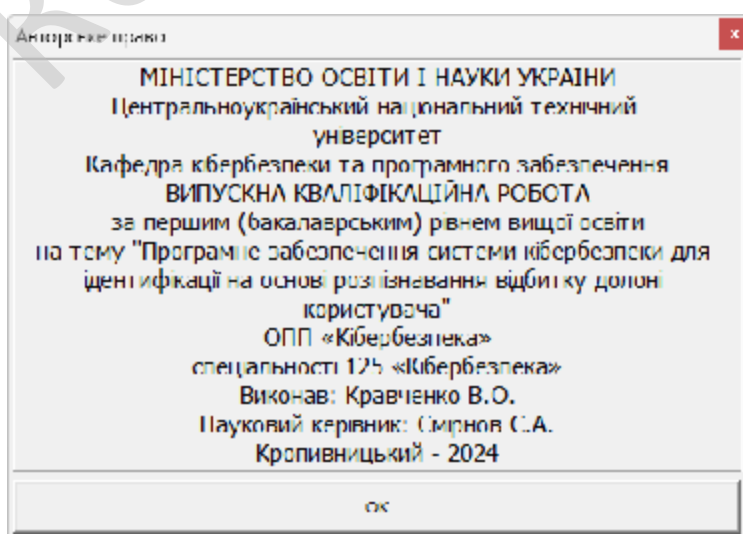 Авторське право
МІНІСТЕРСТВО ОСВІТИ І НАУКИ УКРАЇНИ
Центральноукраїнський національний технічний
університет
Кафедра кібербезпеки та програмного забезпечення
ВИПУСКНА КВАЛІФІКАЦІЙНА РОБОТА
за першим (бакалаврським) рівнем вищої освіти
на тему "Програмне забезпечення системи кібербезпеки для
ідентифікації на основі розпізнавання відбитку долоні
користувача"
ОПП «Кібербезпека»
спеціальності 125 «Кібербезпека»
Виконав: Кравченко В.О.
Науковий керівник: Смірнов С.А.
Кропивницький - 2024
ОК